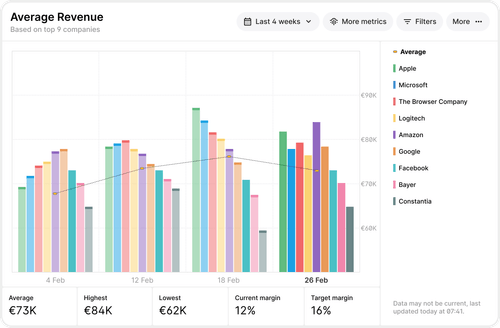 Average Revenue
Based on top 9 companies
Last 4 weeks
More metrics
Filters
More
Average
Apple
Microsoft
The Browser Company
Logitech
Amazon
Google
Facebook
Bayer
Constantia
€90K
€80K
€70K
€60K
4 Feb
12 Feb
18 Feb
26 Feb
Average
€73K
Highest
€84K
Lowest
€62K
Current margin
12%
Target margin
16%
Data may not be current, last
updated today at 07:41.